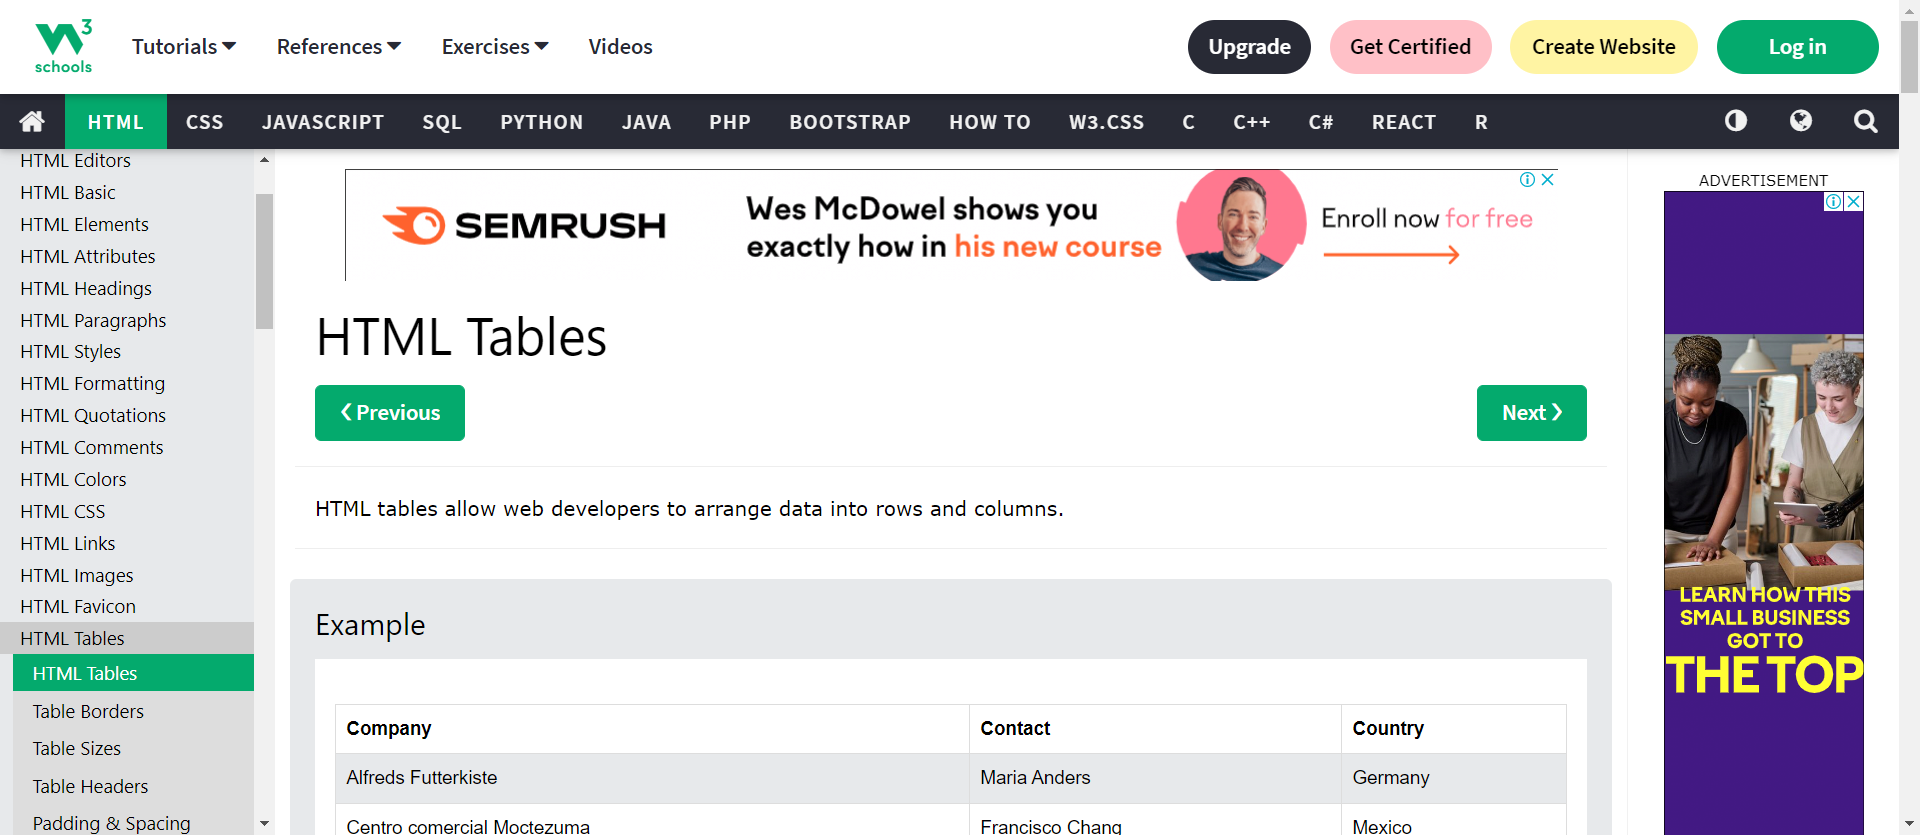 3
schools
Tutorials
References
Exercises
Videos
Upgrade
Get Certified
Create Website
Log in
HTML
CSS
JAVASCRIPT
SQL
PYTHON
JAVA
PHP
BOOTSTRAP
HOW TO
W3.CSS
C
C++
C#
REACT
R
HTML Editors
HTML Basic
HTML Elements
HTML Attributes
HTML Headings
HTML Paragraphs
HTML Styles
HTML Formatting
HTML Quotations
HTML Comments
HTML Colors
HTML CSS
HTML Links
HTML Images
HTML Favicon
HTML Tables
HTML Tables
Table Borders
Table Sizes
Table Headers
Padding & Spacing
SEMRUSH
Wes McDowel shows you
exactly how in his new course
Enroll now for free
HTML Tables
❮ Previous
Next ❯
HTML tables allow web developers to arrange data into rows and columns.
Example
Company Contact Country
Alfreds Futterkiste Maria Anders Germany
Centro comercial Moctezuma Francisco Chang Mexico
ADVERTISEMENT
LEARN HOW THIS
SMALL BUSINESS
GOT TO
THE TOP